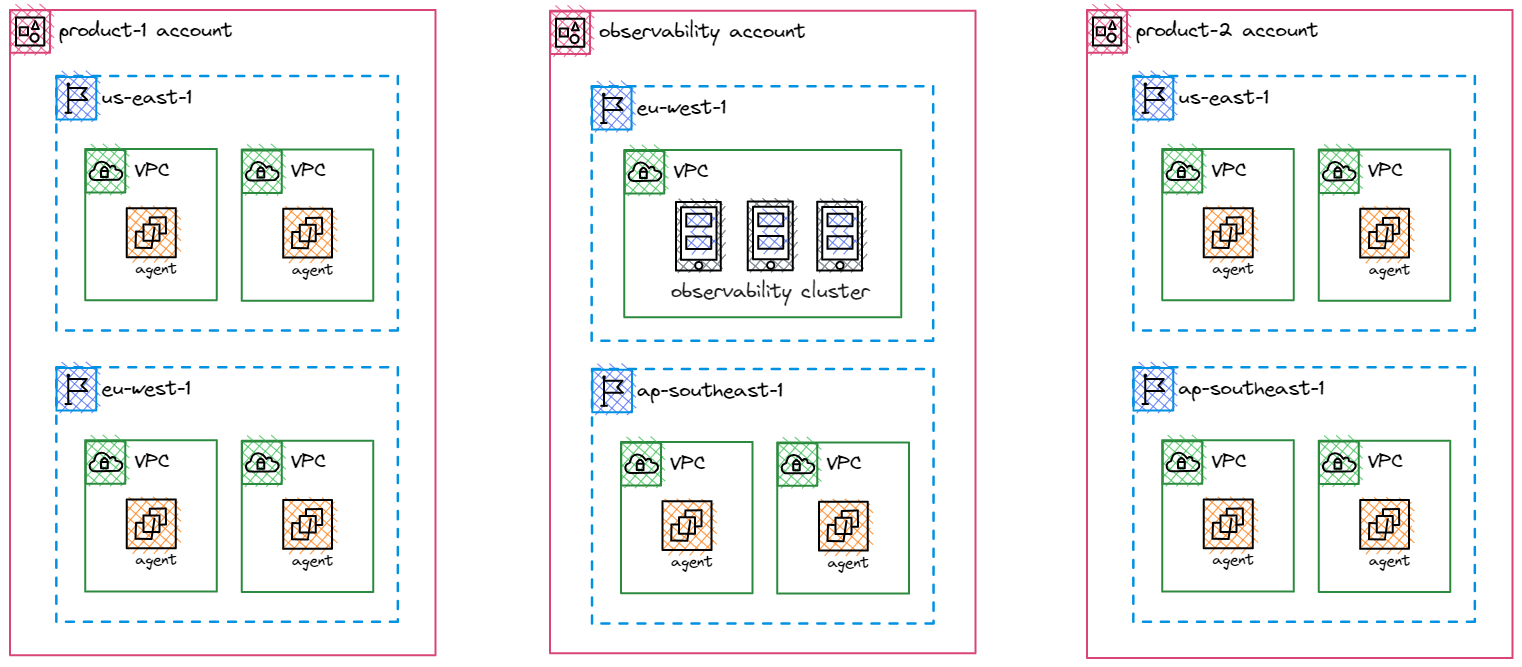 product-1 account
us-east-1
VPC
VPC
agent
agent
eu-west-1
VPC
VPC
agent
agent
observability account
eu-west-1
VPC
observability cluster
ap-southeast-1
VPC
VPC
agent
agent
product-2 account
us-east-1
VPC
VPC
agent
agent
ap-southeast-1
VPC
VPC
agent
agent